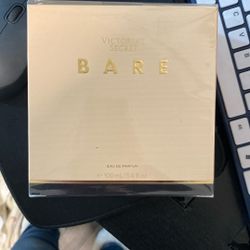 VICTORIA'S
SECRET
BARE
EAU DE PARFUM
100 mL / 3.4 fl oz